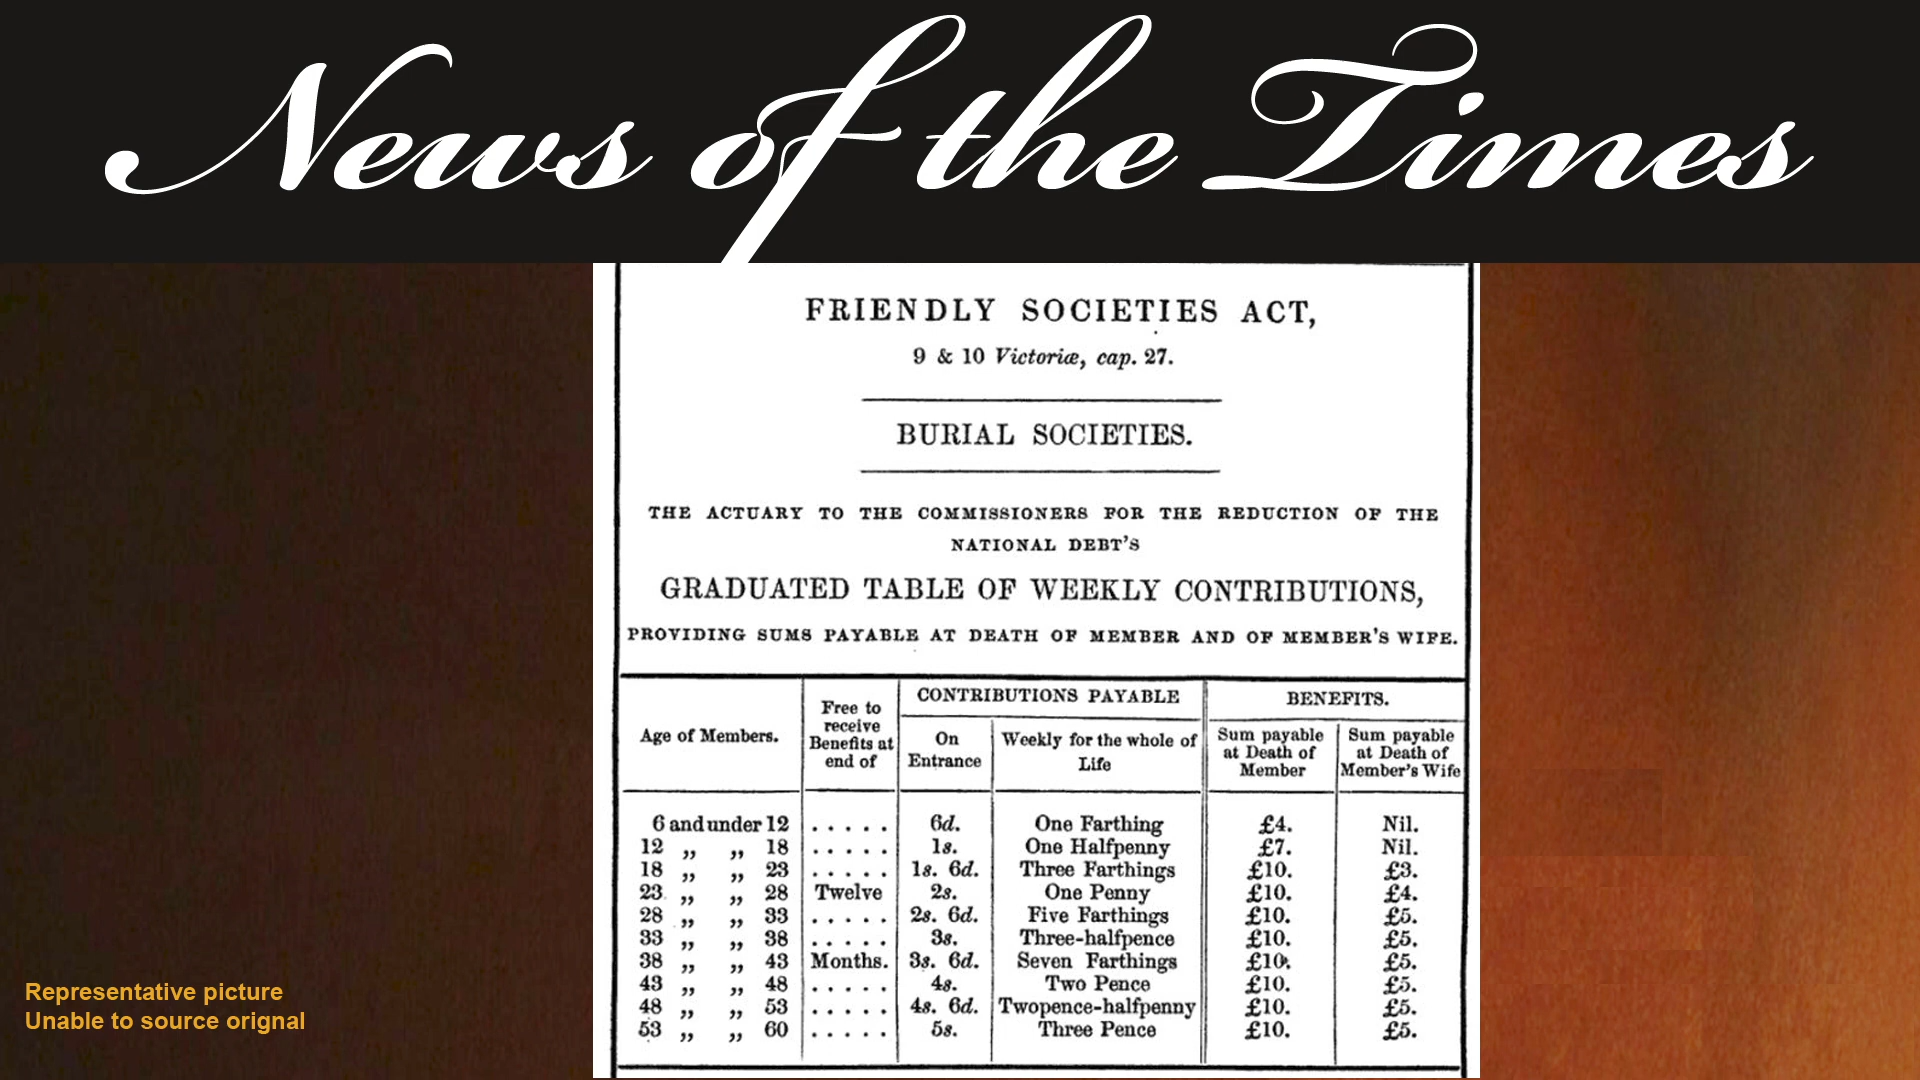 News of the Times
FRIENDLY SOCIETIES ACT,
9 & 10 Victoriæ, cap. 27.
BURIAL SOCIETIES.
THE ACTUARY TO THE COMMISSIONERS FOR THE REDUCTION OF THE
NATIONAL DEBT'S
GRADUATED TABLE OF WEEKLY CONTRIBUTIONS,
PROVIDING SUMS PAYABLE AT DEATH OF MEMBER AND OF MEMBER'S WIFE.
Age of Members.
Free to
receive
Benefits at
end of
CONTRIBUTIONS PAYABLE
On
Entrance
Weekly for the whole of
Life
BENEFITS.
Sum payable
at Death of
Member
Sum payable
at Death of
Member's Wife
6 and under 12 ..... 6d. One Farthing £4. Nil.
12 „ „ 18 ..... 1s. One Halfpenny £7. Nil.
18 „ „ 23 ..... 1s. 6d. Three Farthings £10. £3.
23 „ „ 28 Twelve 2s. One Penny £10. £4.
28 „ „ 33 ..... 2s. 6d. Five Farthings £10. £5.
33 „ „ 38 ..... 3s. Three-halfpence £10. £5.
38 „ „ 43 Months. 3s. 6d. Seven Farthings £10. £5.
43 „ „ 48 ..... 4s. Two Pence £10. £5.
48 „ „ 53 ..... 4s. 6d. Twopence-halfpenny £10. £5.
53 „ „ 60 ..... 5s. Three Pence £10. £5.
Representative picture
Unable to source orignal